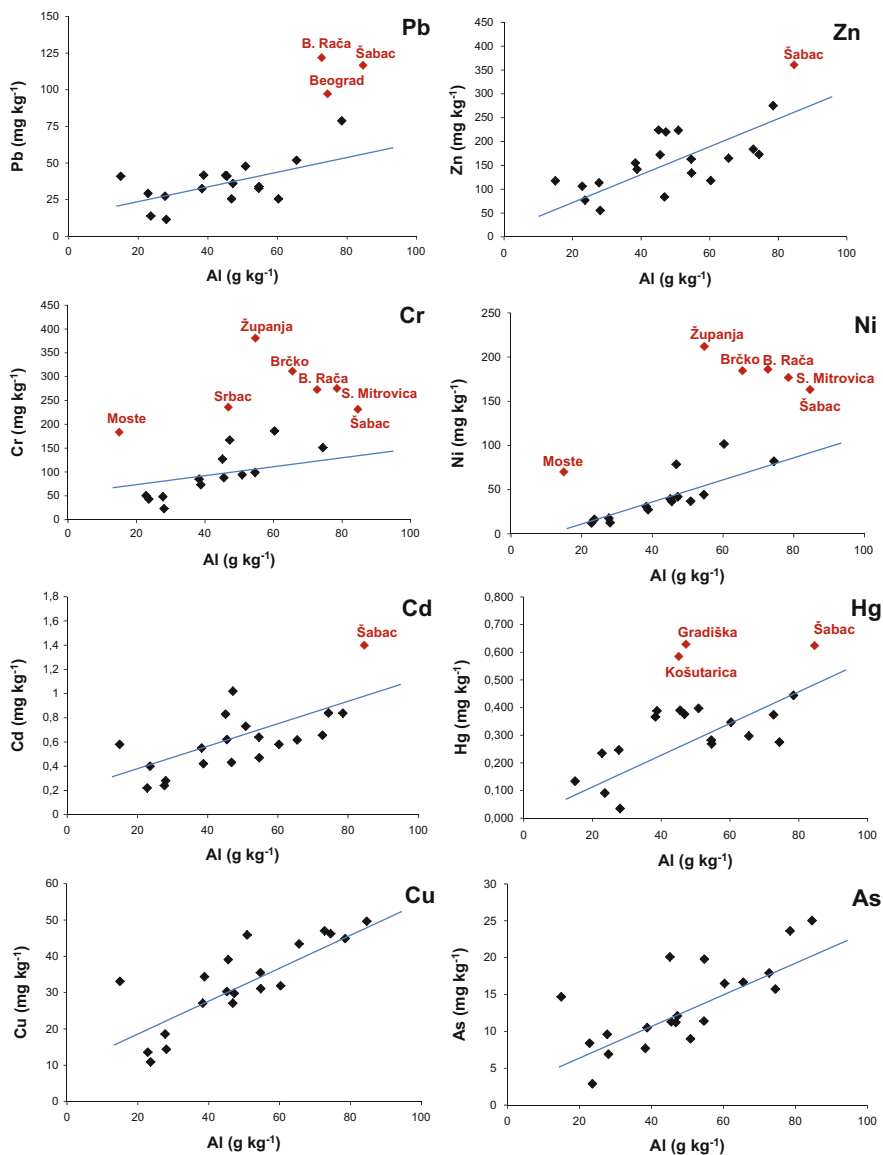 Pb
Pb (mg kg-1)
150
125
100
75
50
25
0
B. Rača
Šabac
Beograd
0 20 40 60 80 100
Al (g kg-1)
Zn
Zn (mg kg-1)
450
400
350
300
250
200
150
100
50
0
Šabac
0 20 40 60 80 100
Al (g kg-1)
Cr
Cr (mg kg-1)
450
400
350
300
250
200
150
100
50
0
Županja
Brčko
B. Rača
Srbac
S. Mitrovica
Moste
Šabac
0 20 40 60 80 100
Al (g kg-1)
Ni
Ni (mg kg-1)
250
200
150
100
50
0
Županja
Brčko B. Rača
S. Mitrovica
Šabac
Moste
0 20 40 60 80 100
Al (g kg-1)
Cd
Cd (mg kg-1)
1,8
1,6
1,4
1,2
1
0,8
0,6
0,4
0,2
0
Šabac
0 20 40 60 80 100
Al (g kg-1)
Hg
Hg (mg kg-1)
0,800
0,700
0,600
0,500
0,400
0,300
0,200
0,100
0,000
Gradiška
Šabac
Košutarica
0 20 40 60 80 100
Al (g kg-1)
Cu
Cu (mg kg-1)
60
50
40
30
20
10
0
0 20 40 60 80 100
Al (g kg-1)
As
As (mg kg-1)
30
25
20
15
10
5
0
0 20 40 60 80 100
Al (g kg-1)